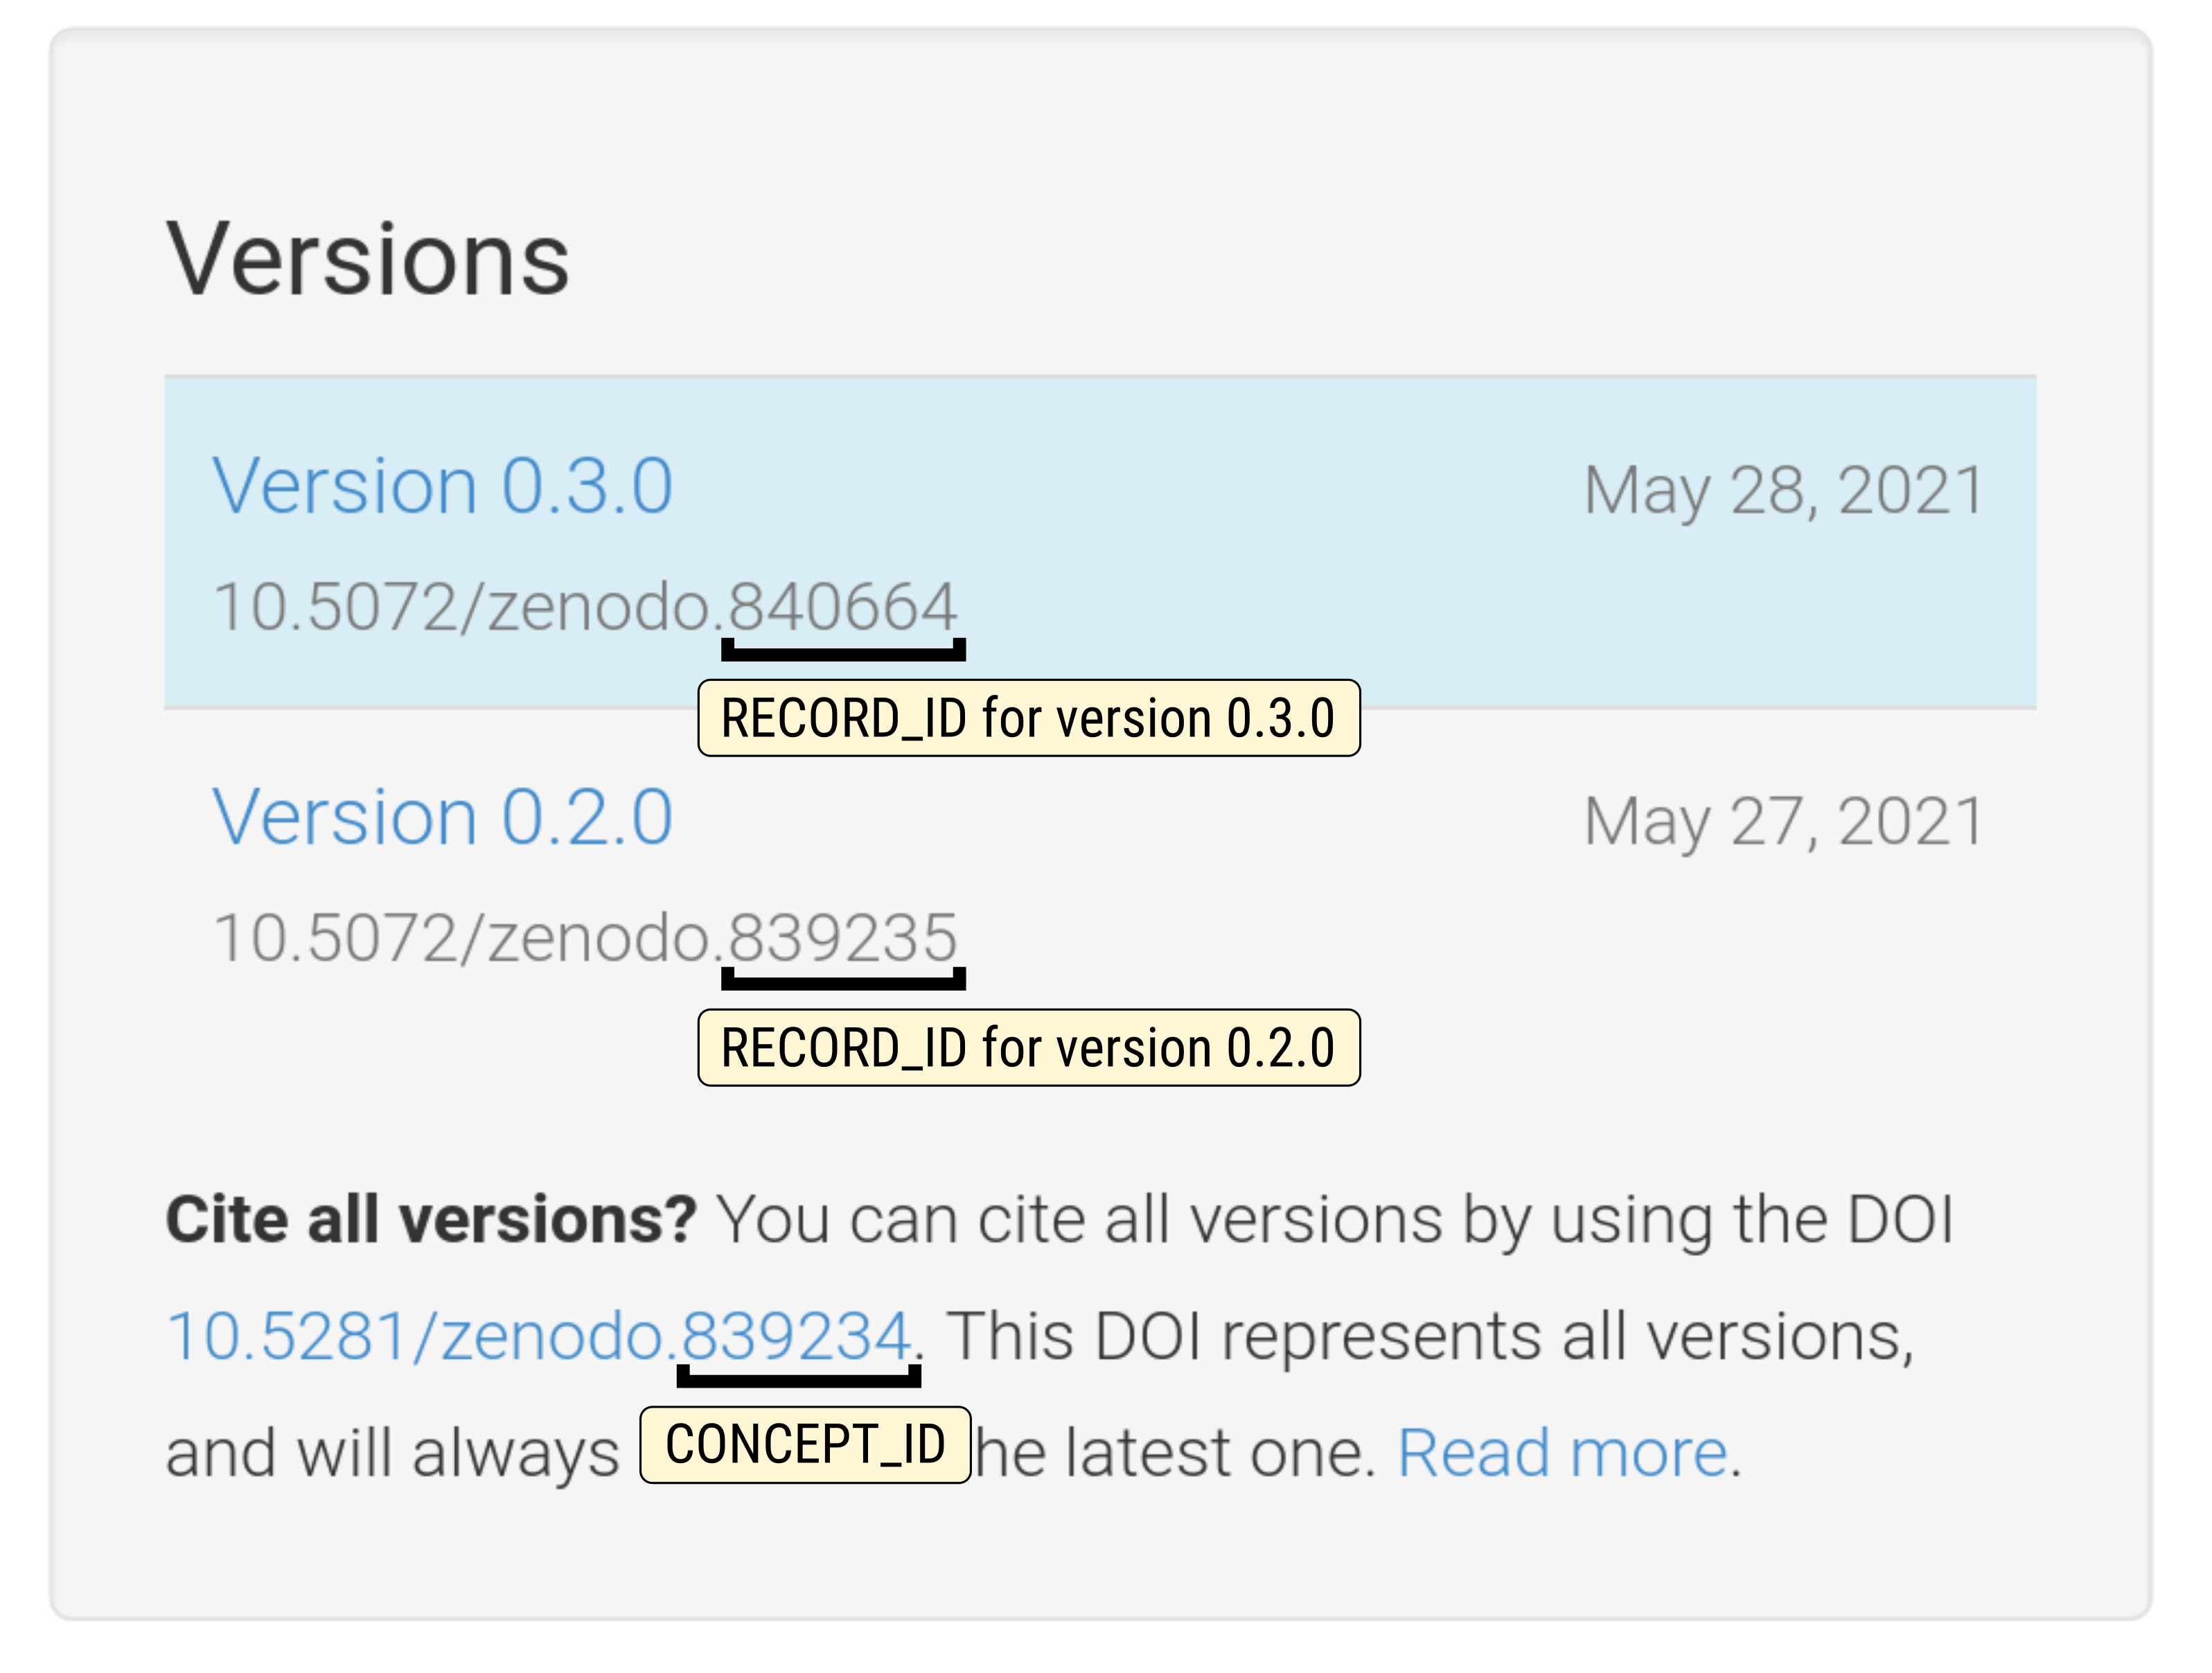 Versions
Version 0.3.0 May 28, 2021
10.5072/zenodo.840664
RECORD_ID for version 0.3.0
Version 0.2.0 May 27, 2021
10.5072/zenodo.839235
RECORD_ID for version 0.2.0
Cite all versions? You can cite all versions by using the DOI
10.5281/zenodo.839234. This DOI represents all versions,
and will always CONCEPT_ID he latest one. Read more.